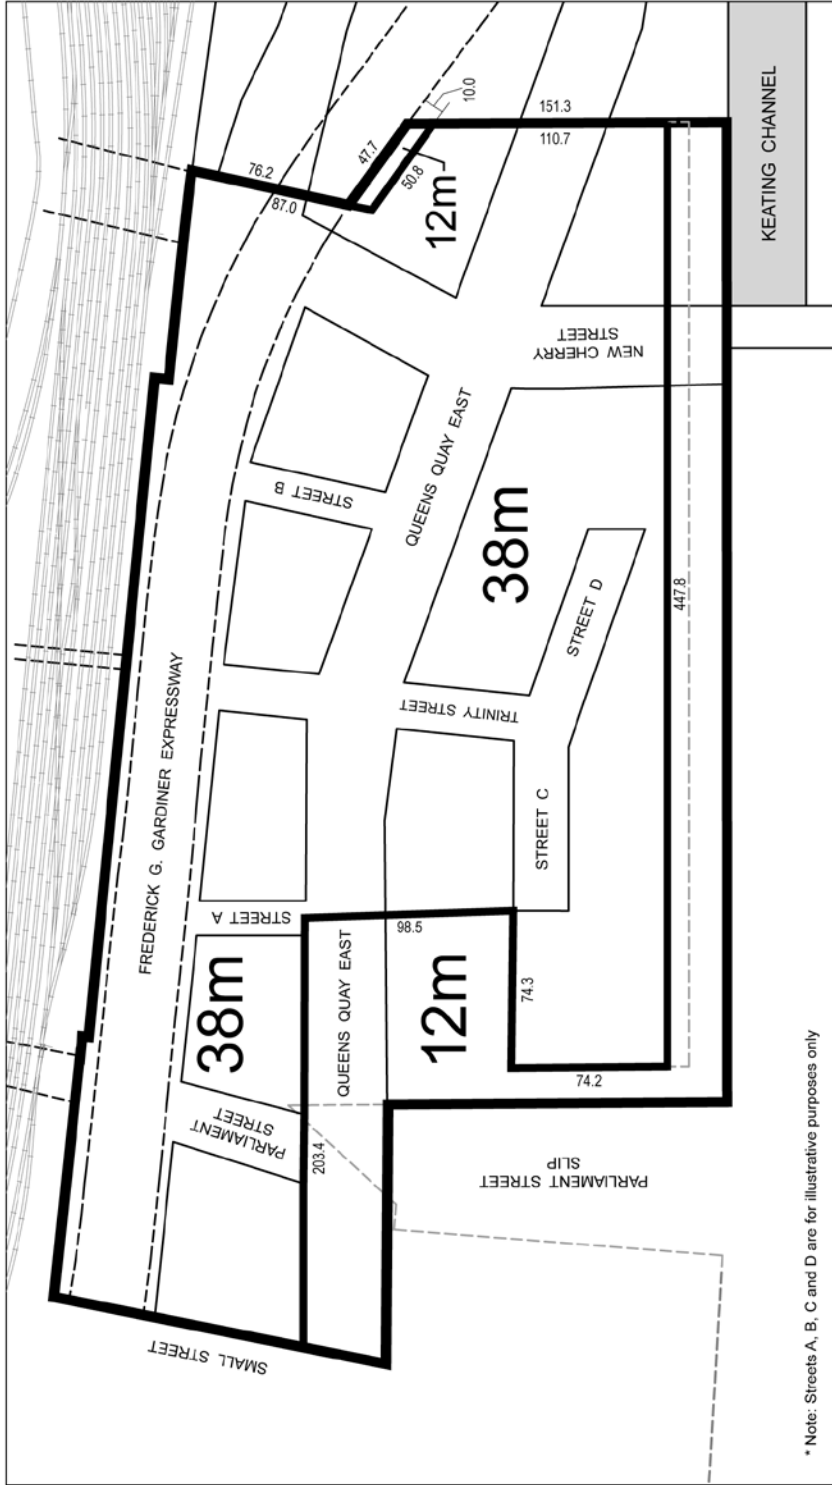 FREDERICK G. GARDINER EXPRESSWAY
76.2
87.0
47.7
50.8
10.0
12m
151.3
110.7
KEATING CHANNEL
NEW CHERRY
STREET
QUEENS QUAY EAST
STREET B
38m
STREET D
TRINITY STREET
447.8
STREET C
STREET A
98.5
38m
QUEENS QUAY EAST
12m
74.3
74.2
PARLIAMENT
STREET
203.4
PARLIAMENT STREET
SLIP
SMALL STREET
* Note: Streets A, B, C and D are for illustrative purposes only